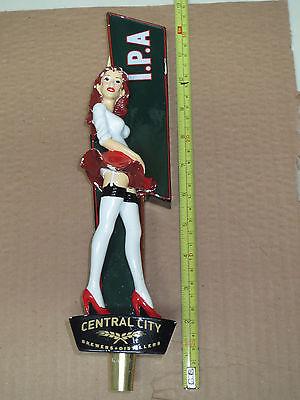 I.P.A
CENTRAL CITY
BREWERS + DISTILLERS